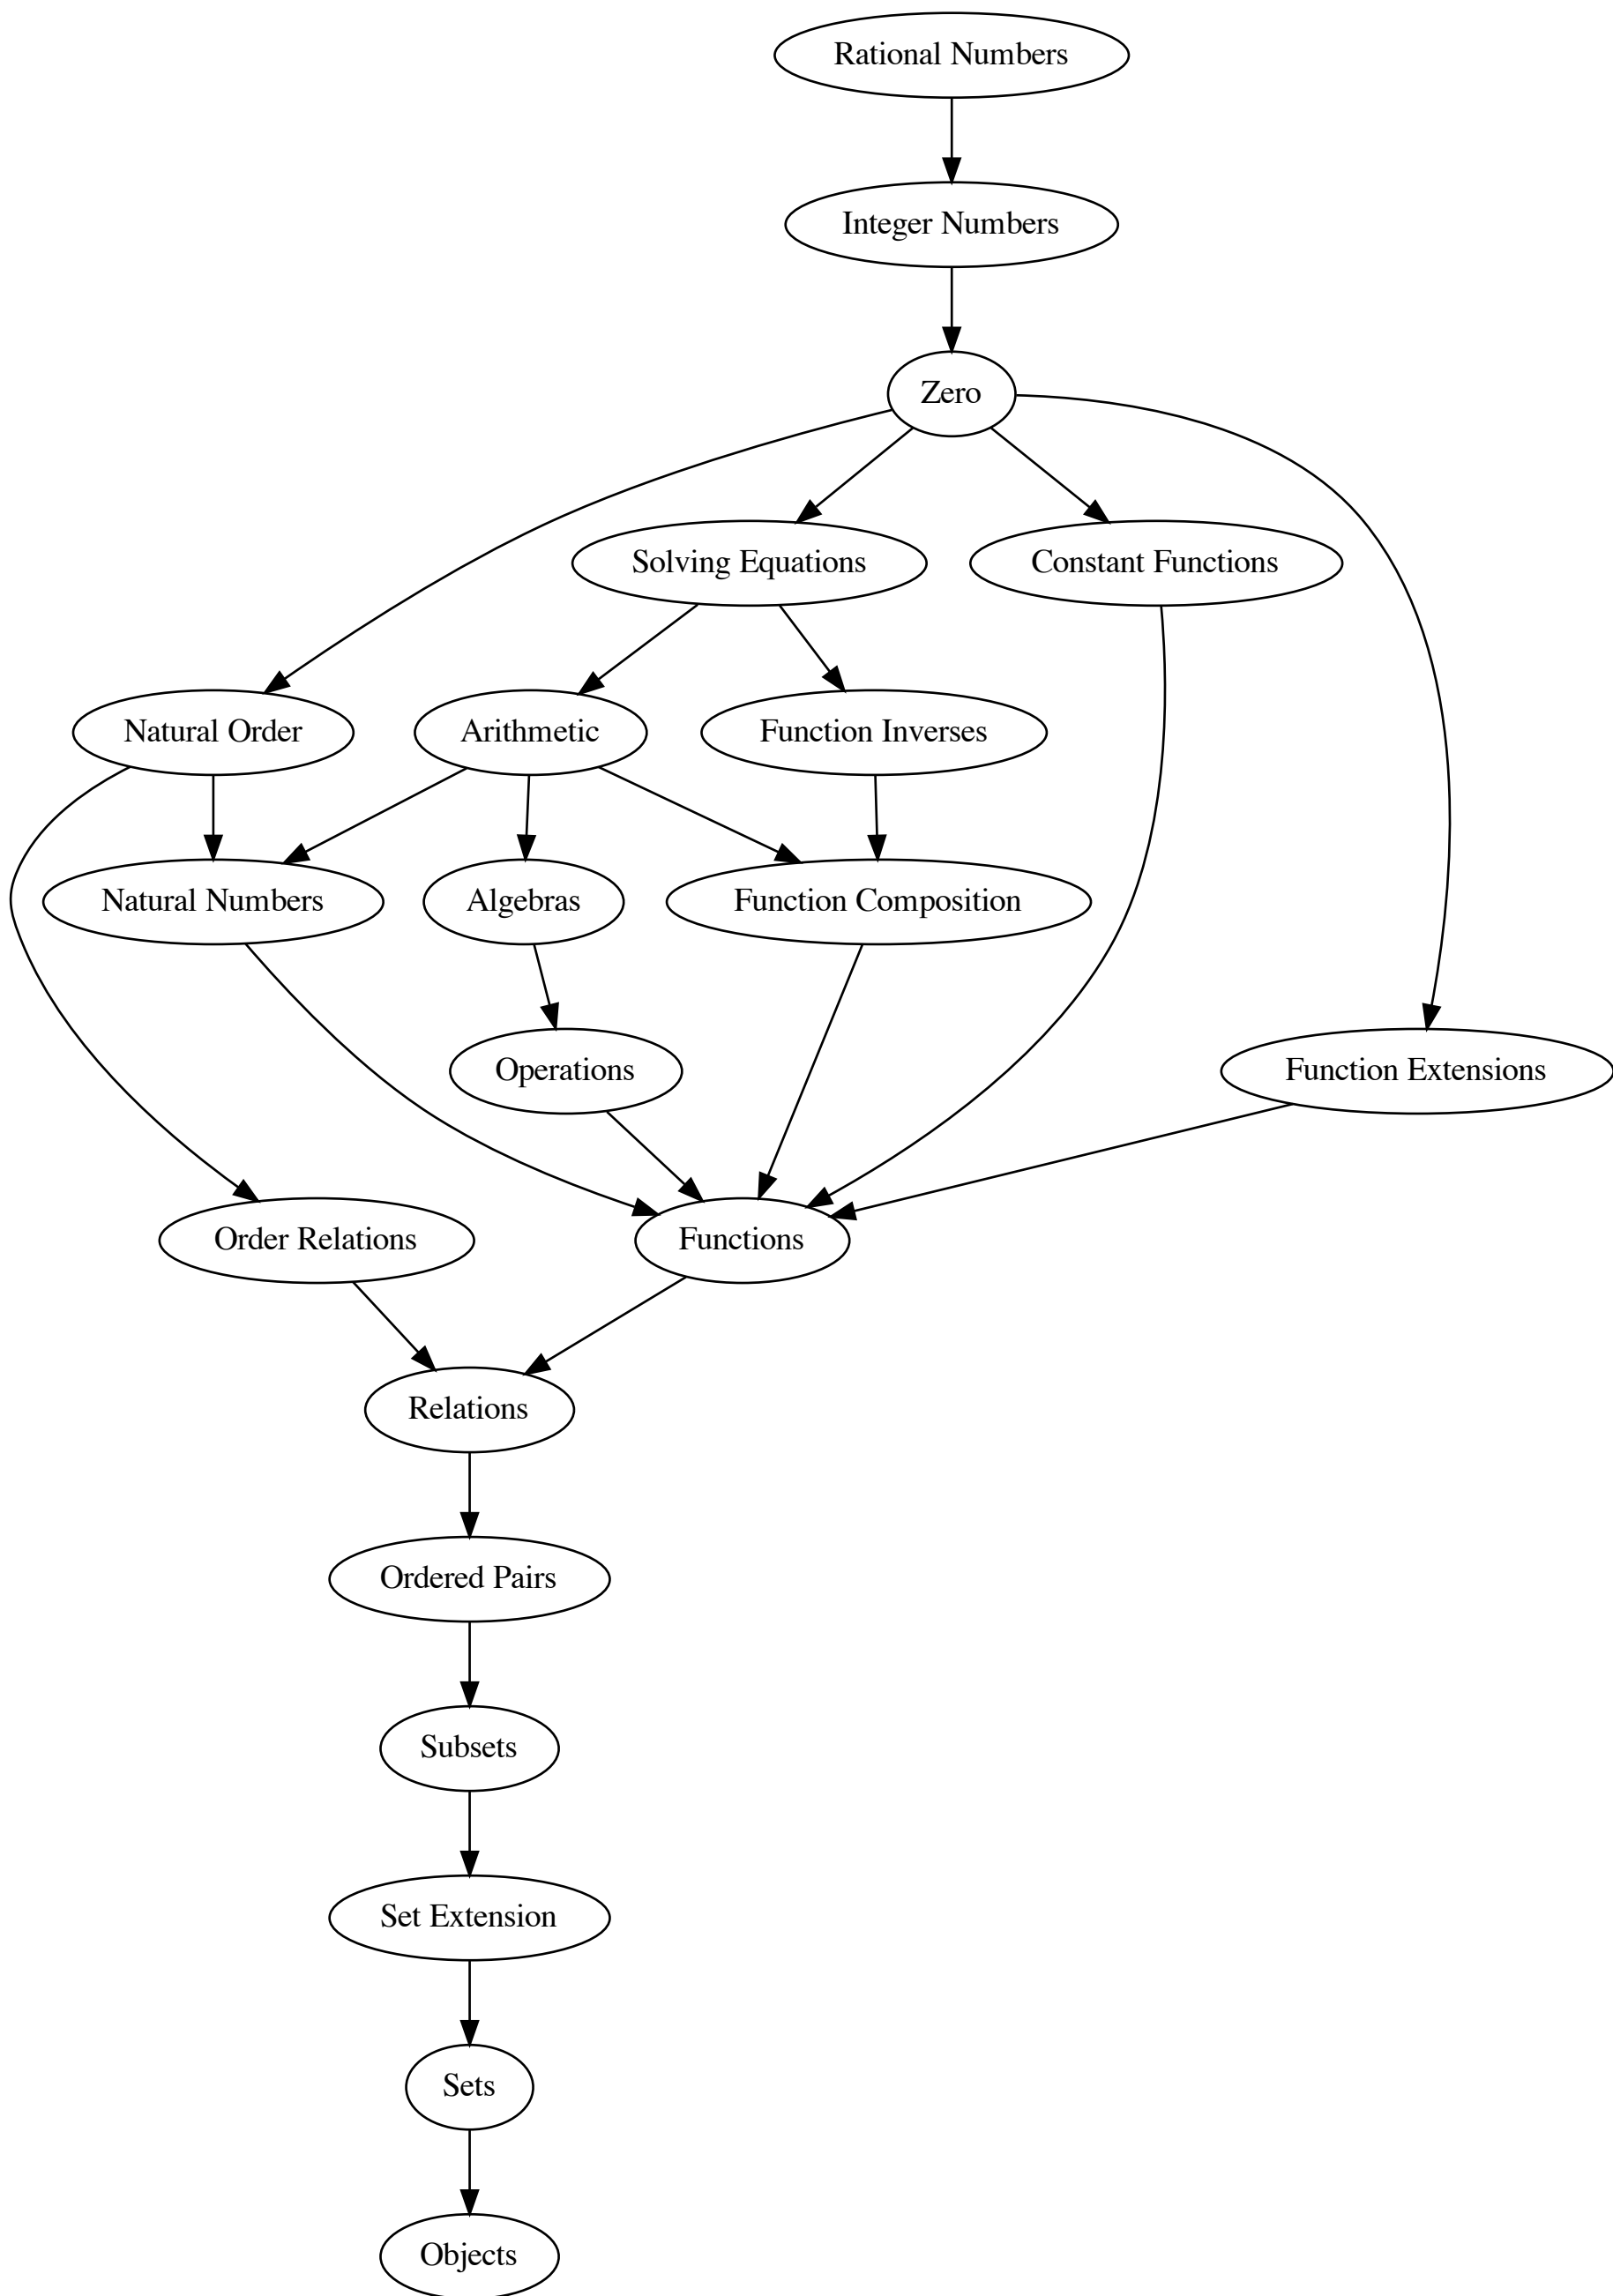 Rational Numbers
Integer Numbers
Zero
Solving Equations
Constant Functions
Natural Order
Arithmetic
Function Inverses
Natural Numbers
Algebras
Function Composition
Operations
Function Extensions
Order Relations
Functions
Relations
Ordered Pairs
Subsets
Set Extension
Sets
Objects